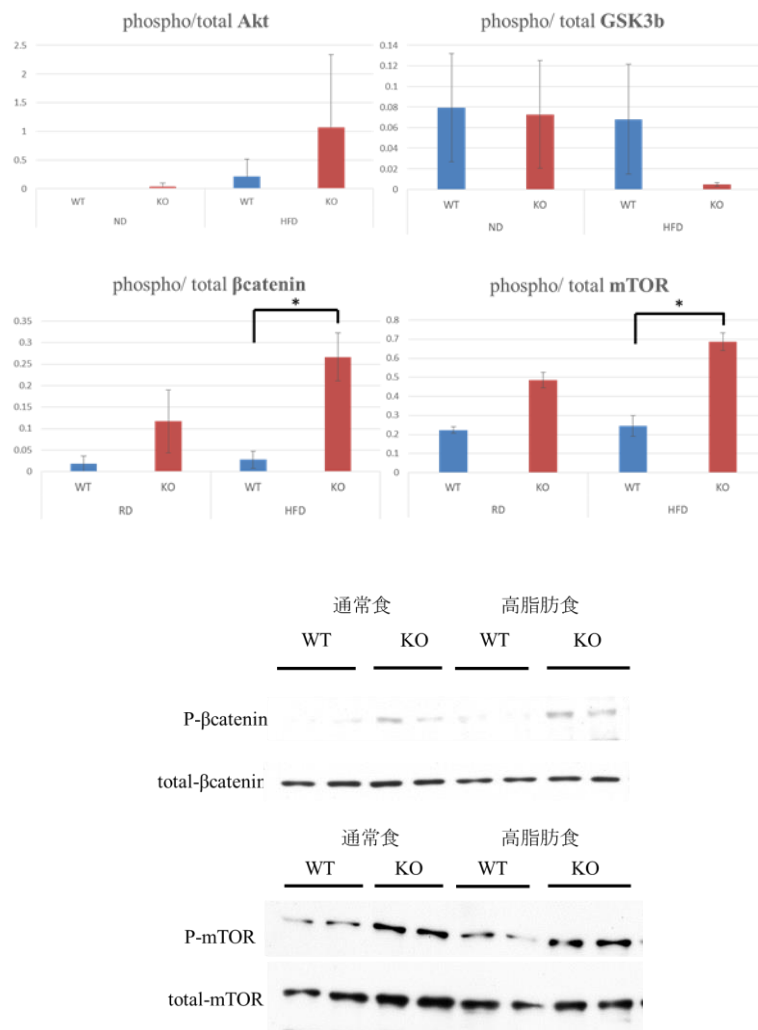 phospho/total Akt
2.5
2
1.5
1
0.5
0
WT KO WT KO
ND HFD
phospho/ total GSK3b
0.14
0.12
0.1
0.08
0.06
0.04
0.02
0
WT KO WT KO
ND HFD
phospho/ total βcatenin
*
0.35
0.3
0.25
0.2
0.15
0.1
0.05
0
WT KO WT KO
RD HFD
phospho/ total mTOR
*
0.8
0.7
0.6
0.5
0.4
0.3
0.2
0.1
0
WT KO WT KO
RD HFD
通常食 高脂肪食
WT KO WT KO
P-βcatenin
total-βcatenin
通常食 高脂肪食
WT KO WT KO
P-mTOR
total-mTOR